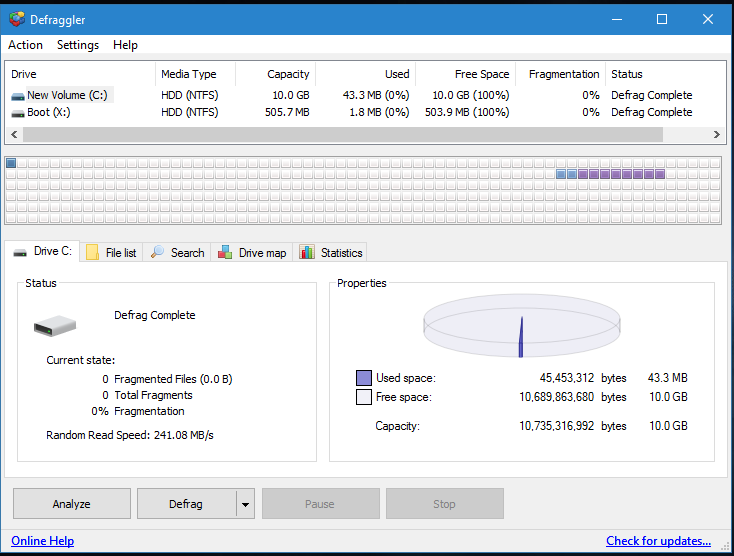 Defraggler
Action Settings Help
Drive Media Type Capacity Used Free Space Fragmentation Status
New Volume (C:) HDD (NTFS) 10.0 GB 43.3 MB (0%) 10.0 GB (100%) 0% Defrag Complete
Boot (X:) HDD (NTFS) 505.7 MB 1.8 MB (0%) 503.9 MB (100%) 0% Defrag Complete
Drive C: File list Search Drive map Statistics
Status
Defrag Complete
Current state:
0 Fragmented Files (0.0 B)
0 Total Fragments
0% Fragmentation
Random Read Speed: 241.08 MB/s
Properties
Used space: 45,453,312 bytes 43.3 MB
Free space: 10,689,863,680 bytes 10.0 GB
Capacity: 10,735,316,992 bytes 10.0 GB
Analyze Defrag Pause Stop
Online Help Check for updates...